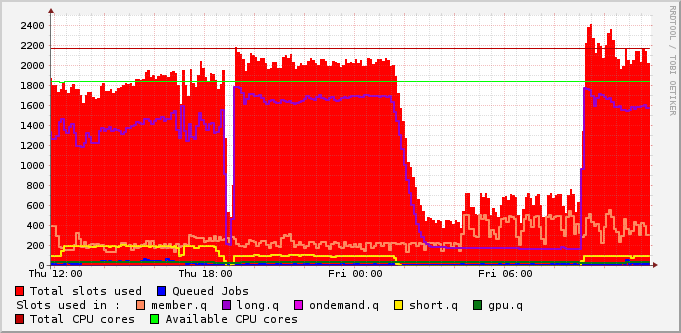 RRDTOOL / TOBI OETIKER
2400
2200
2000
1800
1600
1400
1200
1000
800
600
400
200
0
Thu 12:00 Thu 18:00 Fri 00:00 Fri 06:00
Total slots used Queued Jobs
Slots used in : member.q long.q ondemand.q short.q gpu.q
Total CPU cores Available CPU cores